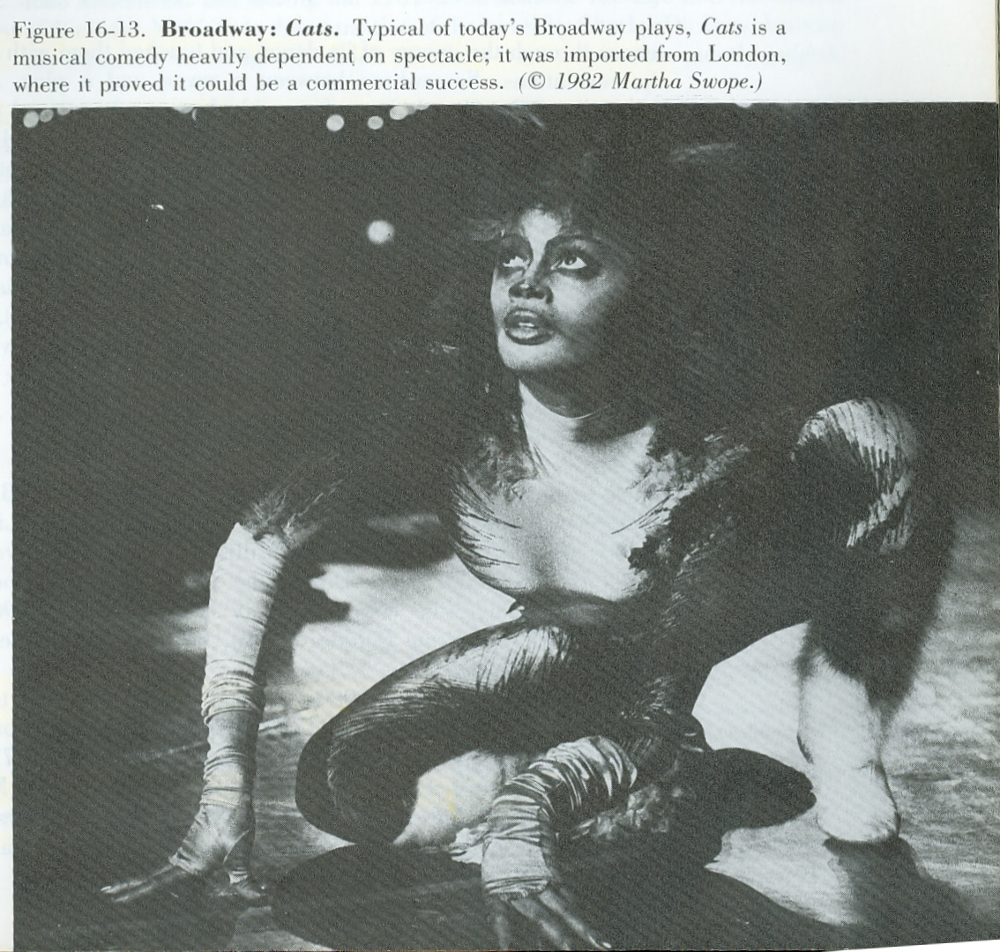 Figure 16-13. Broadway: Cats. Typical of today's Broadway plays, Cats is a
musical comedy heavily dependent on spectacle; it was imported from London,
where it proved it could be a commercial success. (© 1982 Martha Swope.)